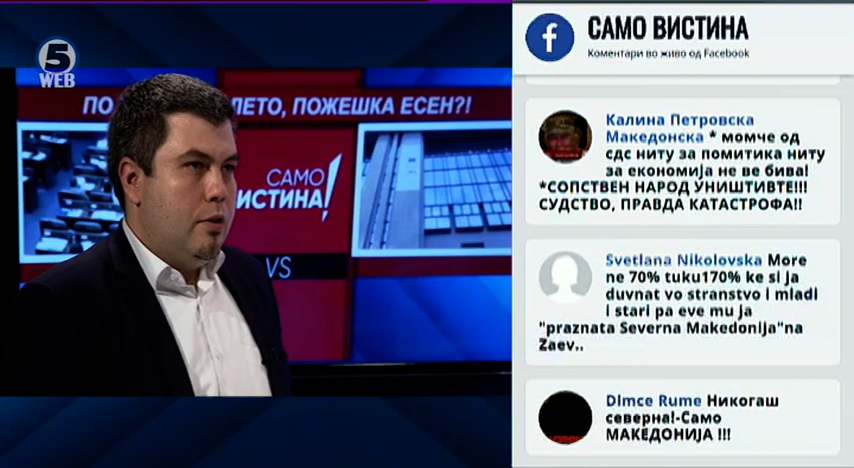 5
WEB
ПО
ЛЕТО, ПОЖЕШКА ЕСЕН?!
САМО
ВИСТИНА!
VS
САМО ВИСТИНА
Коментари во живо од Facebook
Калина Петровска
Македонска * момче од
сдс ниту за помитика ниту
за економија не ве бива!
*СОПСТВЕН НАРОД УНИШТИВТЕ!!!
СУДСТВО, ПРАВДА КАТАСТРОФА!!
Svetlana Nikolovska More
ne 70% tuku170% ke si ja
duvnat vo stranstvo i mladi
i stari pa eve mu ja
"praznata Severna Makedonija"na
Zaev..
Dimce Rume Никогаш
северна!-Само
МАКЕДОНИЈА !!!